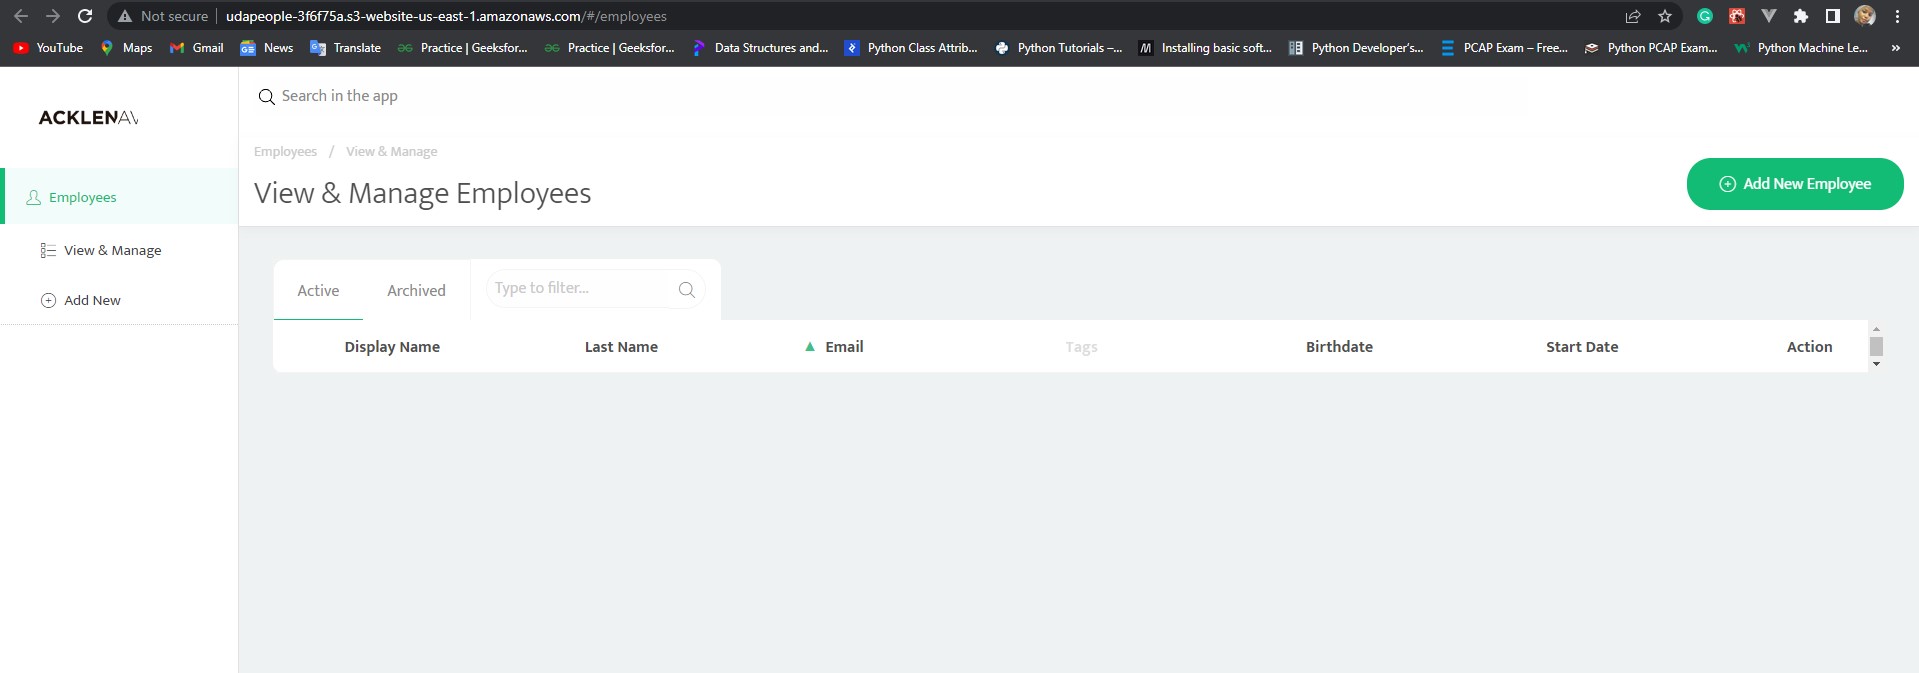 Not secure udapeople-3f6f75a.s3-website-us-east-1.amazonaws.com/#/employees
YouTube Maps Gmail News Translate Practice | Geeksfor... Practice | Geeksfor... Data Structures and... Python Class Attrib... Python Tutorials –... Installing basic soft... Python Developer's... PCAP Exam – Free... Python PCAP Exam... Python Machine Le... »
Search in the app
ACKLENAV
Employees / View & Manage
View & Manage Employees
Add New Employee
Employees
View & Manage
Add New
Active Archived Type to filter...
Display Name Last Name Email Tags Birthdate Start Date Action